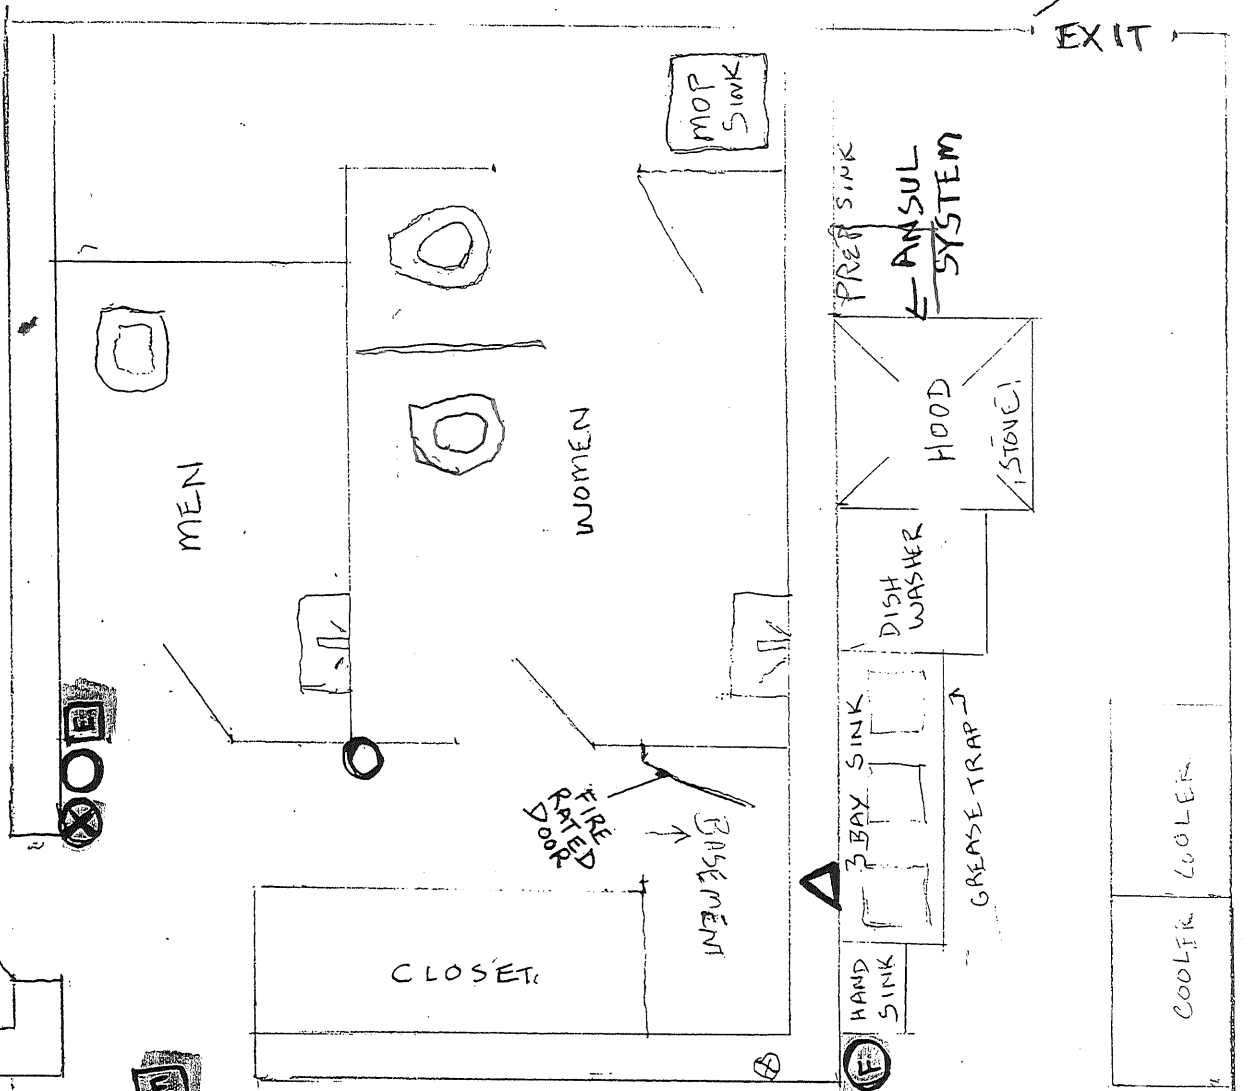 EXIT
MOP
SINK
PREP SINK
← ANSUL
SYSTEM
HOOD
STOVE
MEN
WOMEN
DISH
WASHER
E
FIRE
RATED
DOOR
BASEMENT
3 BAY SINK
GREASE TRAP
COOLER
COOLER
CLOSET
HAND
SINK
F